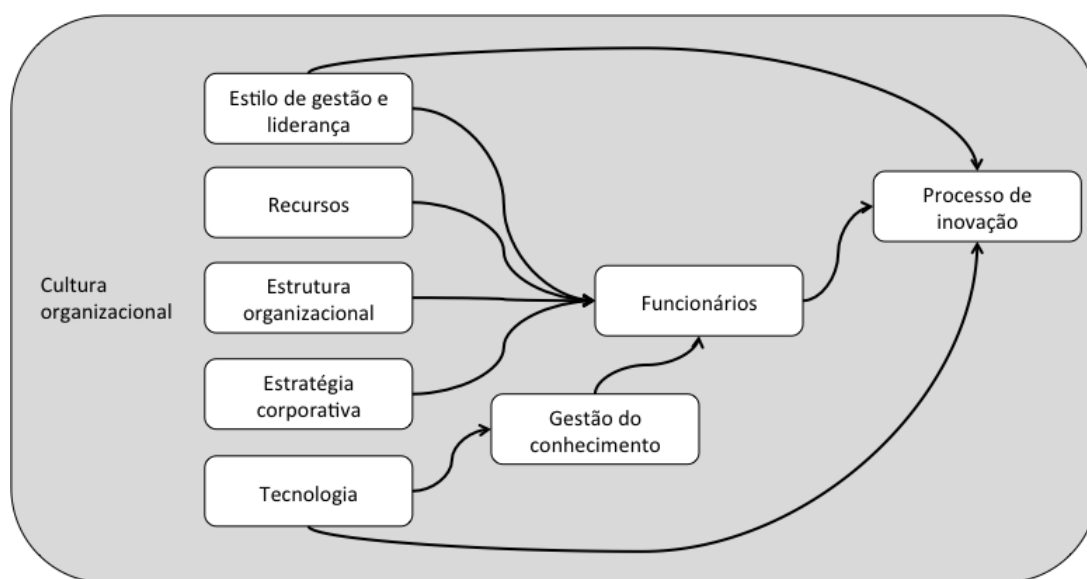 Estilo de gestão e
liderança
Recursos
Processo de
inovação
Cultura
organizacional
Estrutura
organizacional
Funcionários
Estratégia
corporativa
Gestão do
conhecimento
Tecnologia